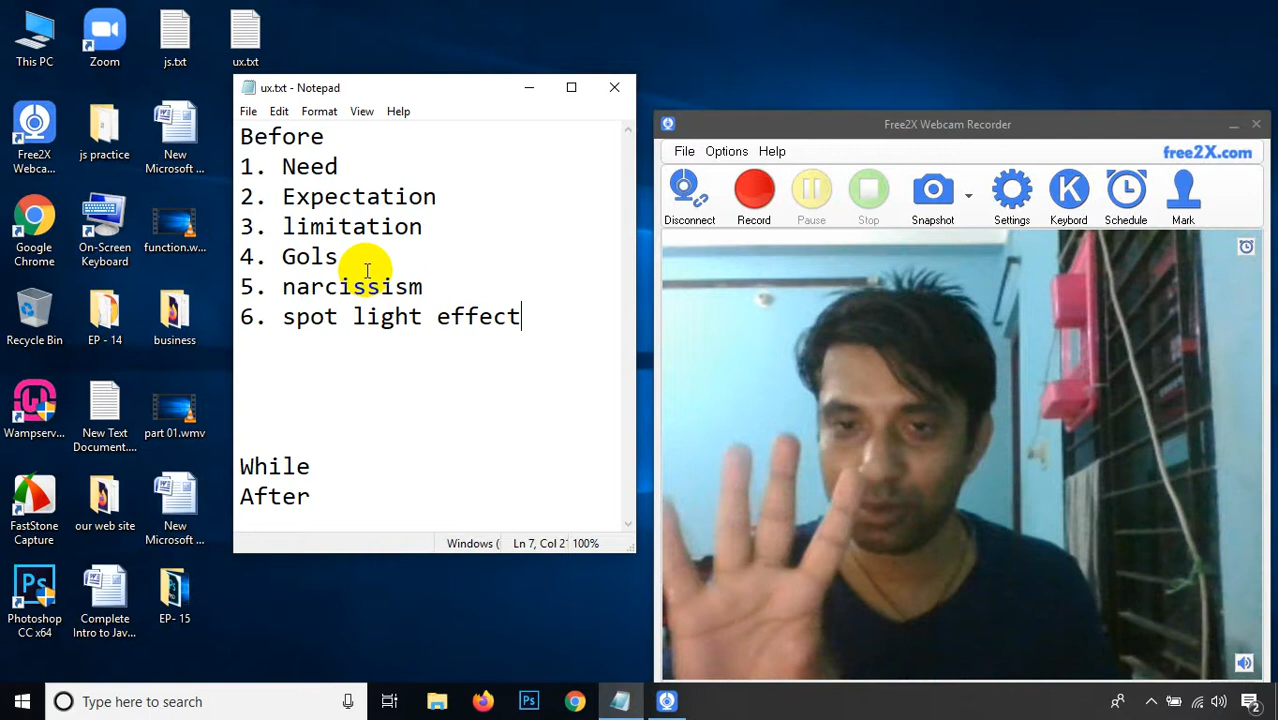 This PC
Zoom
js.txt
ux.txt
Free2X
Webca...
js practice
New
Microsoft ...
Google
Chrome
On-Screen
Keyboard
function.w...
Recycle Bin
EP - 14
business
Wampserv...
New Text
Document...
part 01.wmv
FastStone
Capture
our web site
New
Microsoft ...
Photoshop
CC x64
Complete
Intro to Jav...
EP- 15
ux.txt - Notepad
File Edit Format View Help
Before
1. Need
2. Expectation
3. limitation
4. Gols
5. narcissism
6. spot light effect
While
After
Windows (
Ln 7, Col 2
100%
Free2X Webcam Recorder
File Options Help
free2X.com
Disconnect Record Pause Stop Snapshot Settings Keybord Schedule Mark
Type here to search
Ps
2